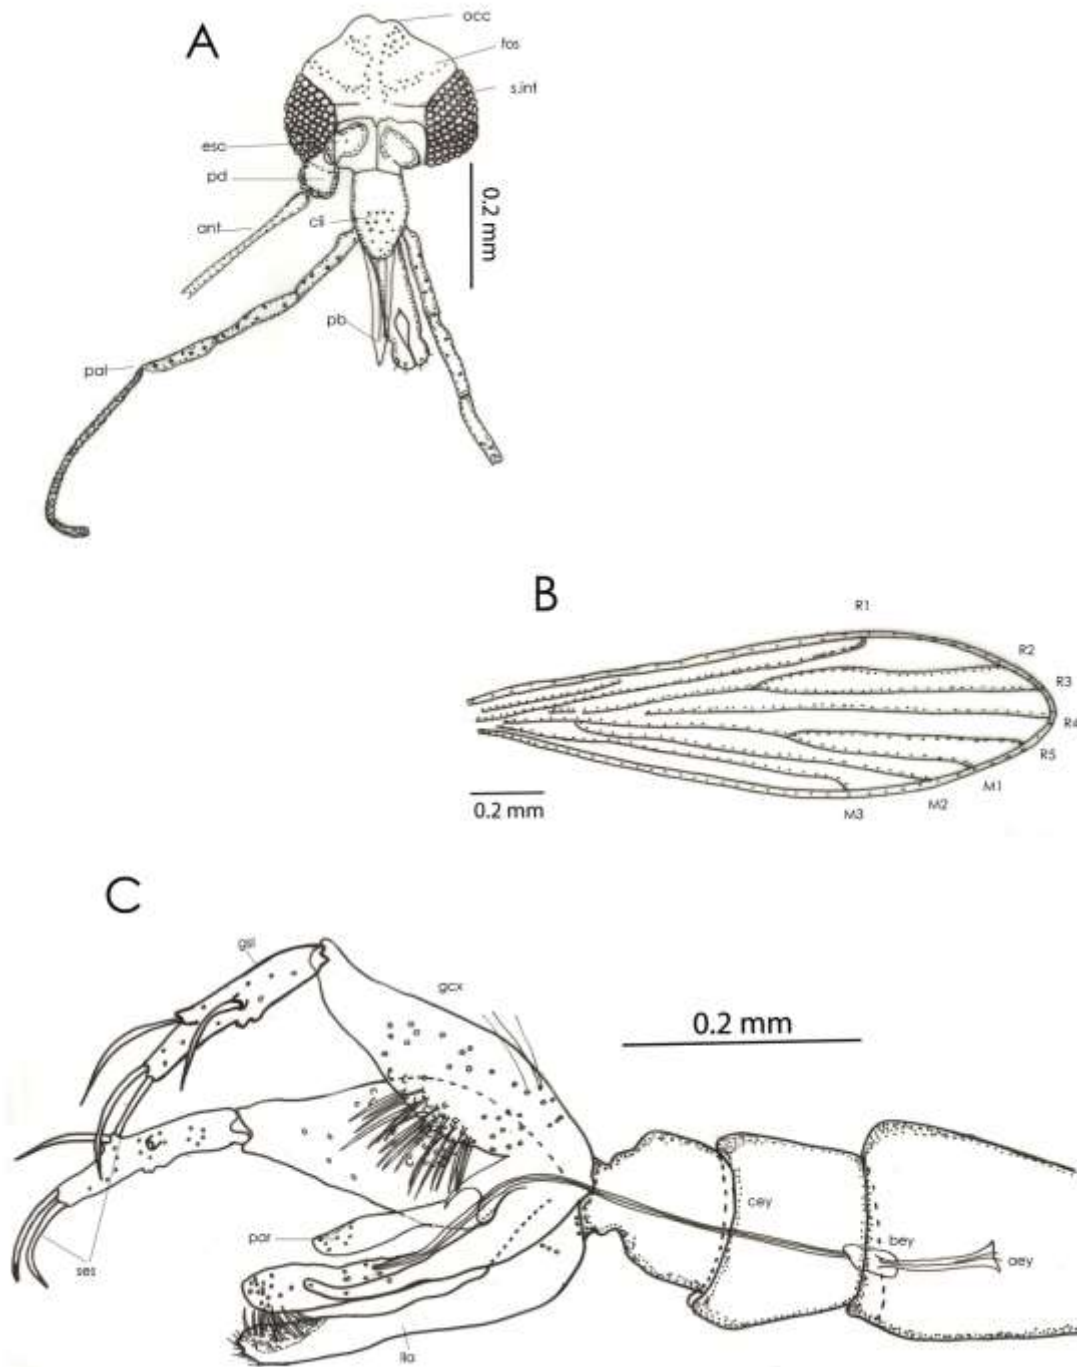 A
occ
fos
s.int
esc
pd
ant
cli
0.2 mm
pb
pal
B
R1
R2
R3
R4
R5
M1
M2
M3
0.2 mm
C
gsi
gcx
0.2 mm
cey
bey
aey
par
ses
lla